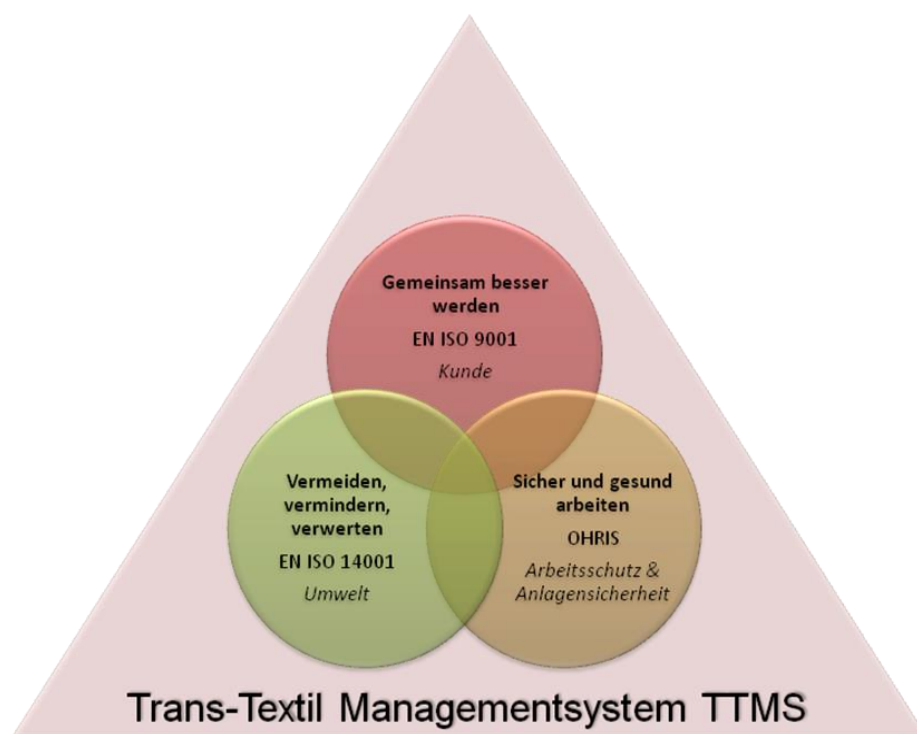 Gemeinsam besser
werden
EN ISO 9001
Kunde
Vermeiden,
vermindern,
verwerten
EN ISO 14001
Umwelt
Sicher und gesund
arbeiten
OHRIS
Arbeitsschutz &
Anlagensicherheit
Trans-Textil Managementsystem TTMS